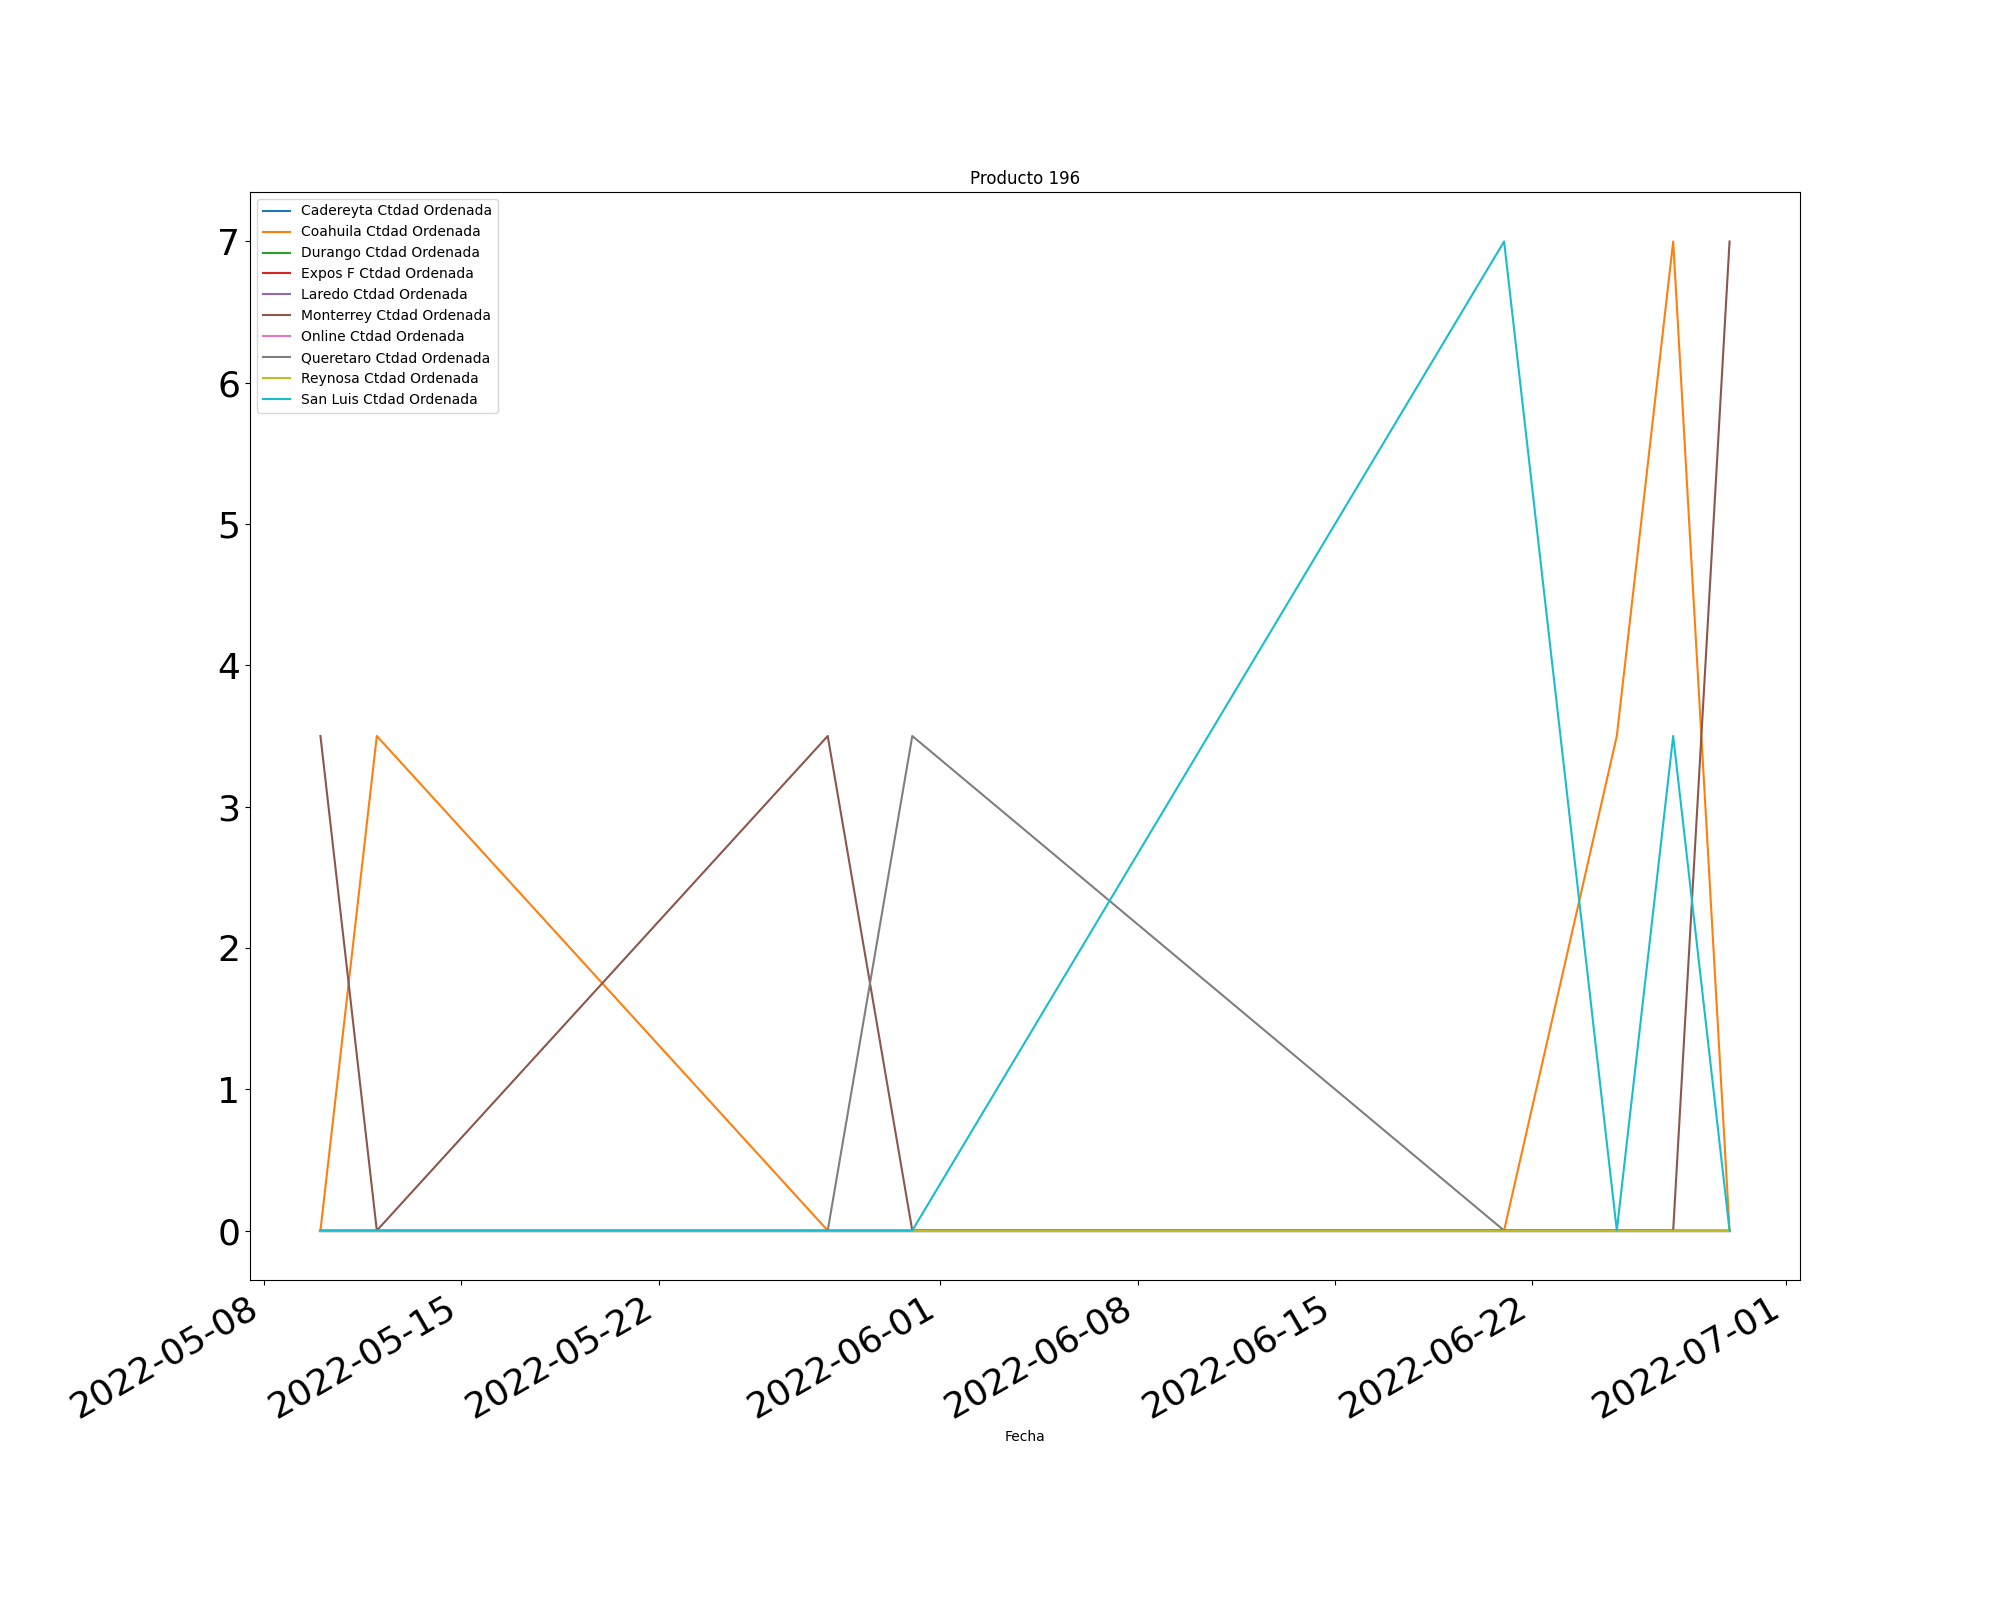 Producto 196
Cadereyta Ctdad Ordenada
Coahuila Ctdad Ordenada
Durango Ctdad Ordenada
Expos F Ctdad Ordenada
Laredo Ctdad Ordenada
Monterrey Ctdad Ordenada
Online Ctdad Ordenada
Queretaro Ctdad Ordenada
Reynosa Ctdad Ordenada
San Luis Ctdad Ordenada
7
6
5
4
3
2
1
0
2022-05-08
2022-05-15
2022-05-22
2022-06-01
2022-06-08
2022-06-15
2022-06-22
2022-07-01
Fecha